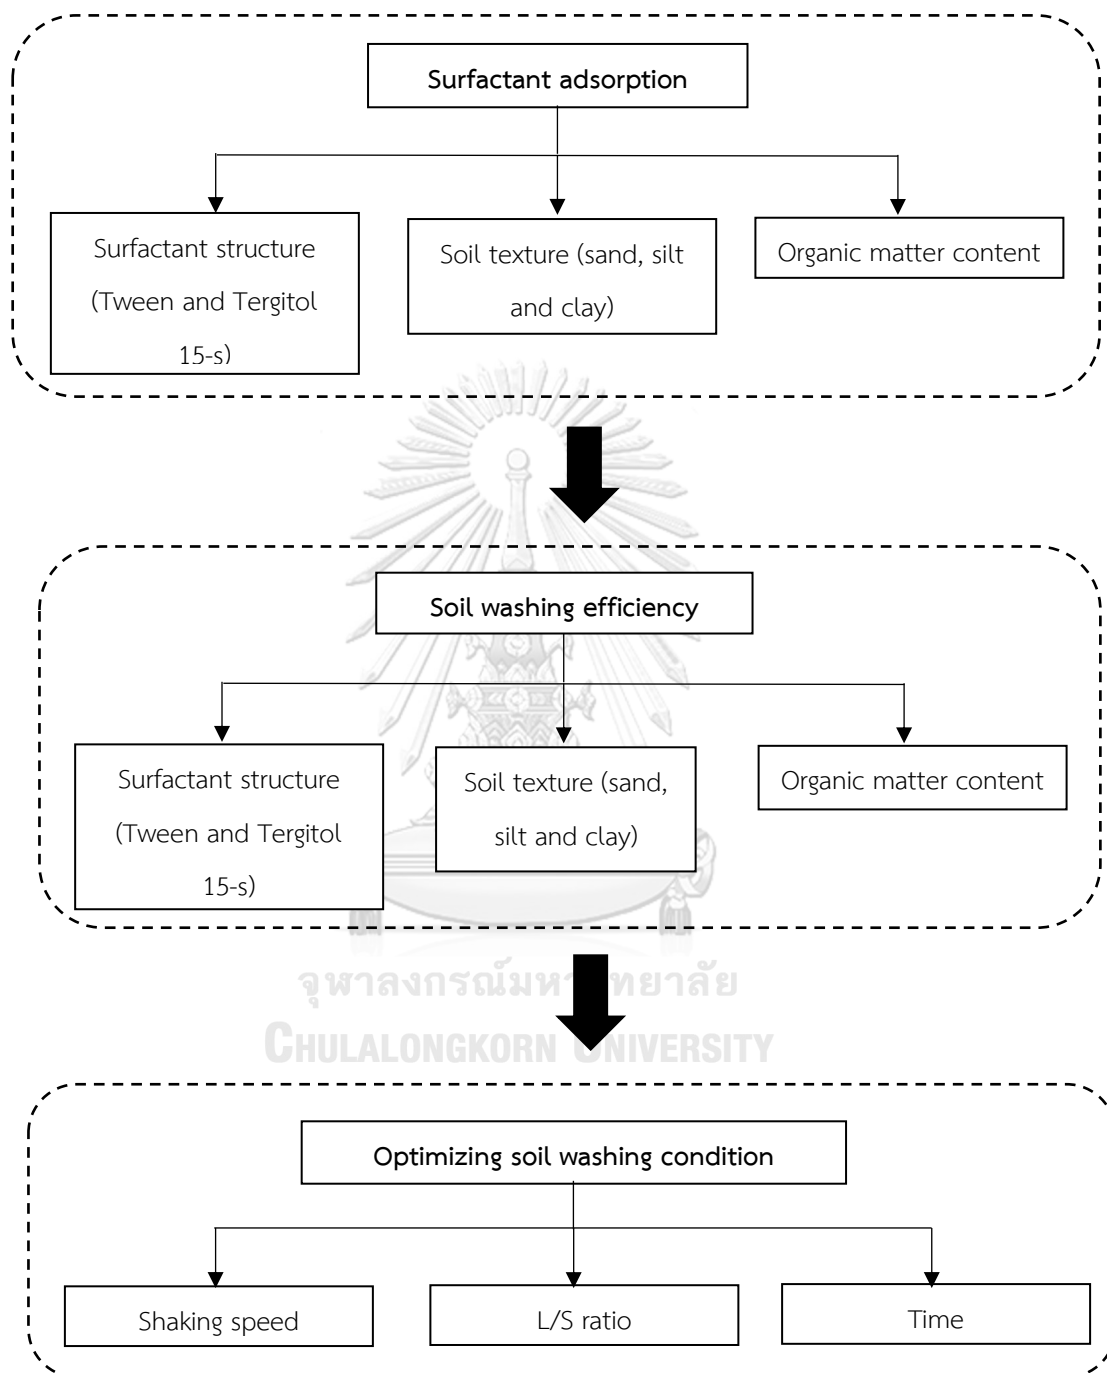 Surfactant adsorption
Surfactant structure
(Tween and Tergitol
15-s)
Soil texture (sand, silt
and clay)
Organic matter content
Soil washing efficiency
Surfactant structure
(Tween and Tergitol
15-s)
Soil texture (sand,
silt and clay)
Organic matter content
จุฬาลงกรณ์มหาวิทยาลัย
CHULALONGKORN UNIVERSITY
Optimizing soil washing condition
Shaking speed
L/S ratio
Time